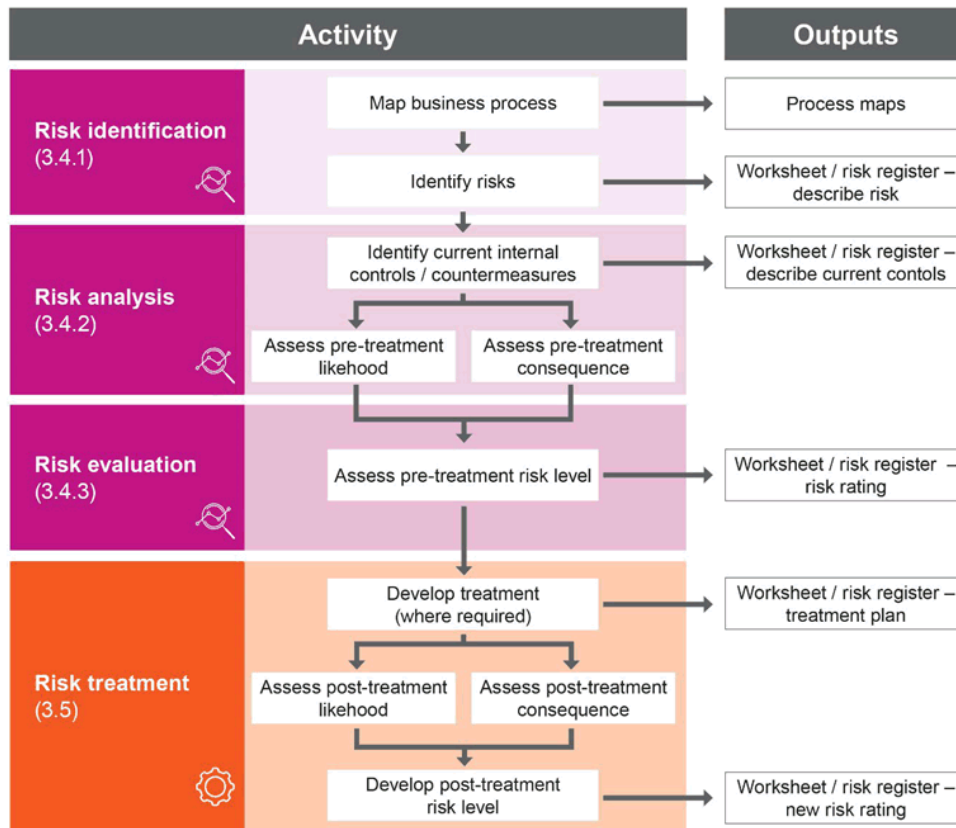 Activity
Outputs
Risk identification
(3.4.1)
Map business process
Process maps
Identify risks
Worksheet / risk register –
describe risk
Risk analysis
(3.4.2)
Identify current internal
controls / countermeasures
Worksheet / risk register –
describe current contols
Assess pre-treatment
likehood
Assess pre-treatment
consequence
Risk evaluation
(3.4.3)
Assess pre-treatment risk level
Worksheet / risk register –
risk rating
Risk treatment
(3.5)
Develop treatment
(where required)
Worksheet / risk register –
treatment plan
Assess post-treatment
likehood
Assess post-treatment
consequence
Develop post-treatment
risk level
Worksheet / risk register –
new risk rating